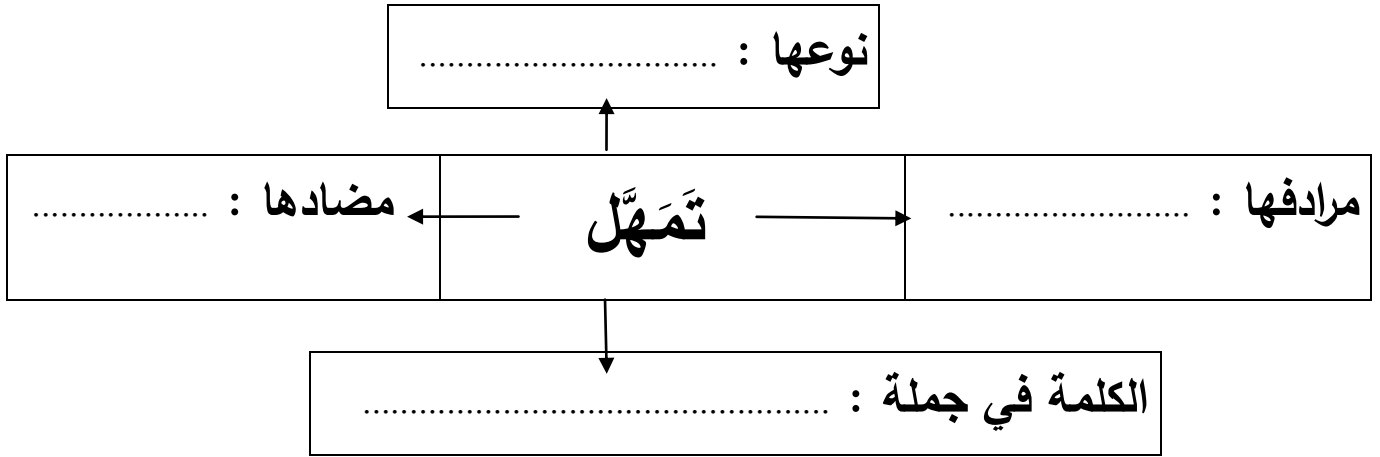 نوعها : ................................
مرادفها : ..........................
تَمَهَّل
مضادها : ...................
الكلمة في جملة : ..................................................